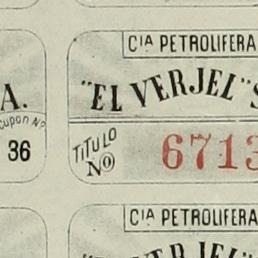 CIA PETROLIFERA
A. "EL VERJEL" S
Cupon No
36
TITULO
No 6713
CIA PETROLIFERA